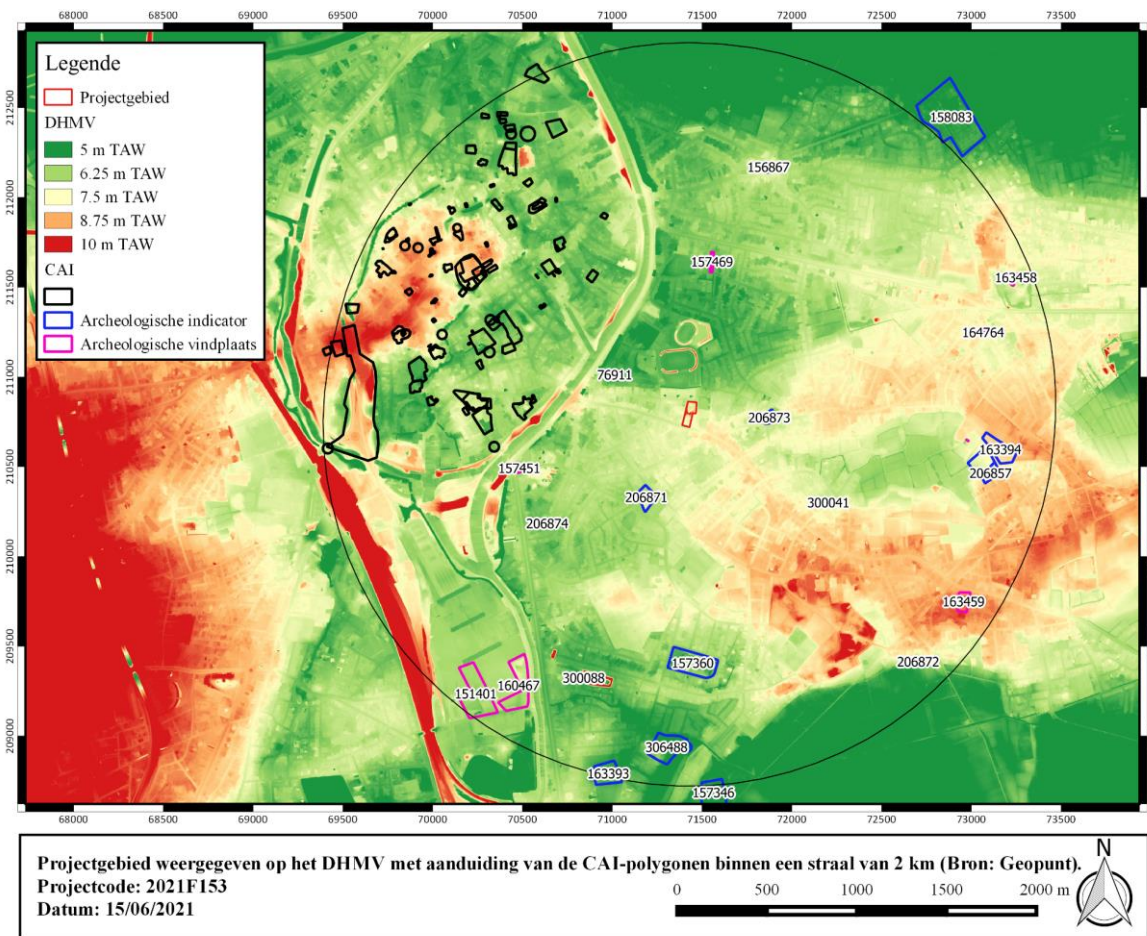 68000 68500 69000 69500 70000 70500 71000 71500 72000 72500 73000 73500
Legende
Projectgebied
DHMV
5 m TAW
6.25 m TAW
7.5 m TAW
8.75 m TAW
10 m TAW
CAI
Archeologische indicator
Archeologische vindplaats
212500
212000
211500
211000
210500
210000
209500
209000
158083
156867
157469
163458
164764
76911
206873
163394
157451
206857
206871
300041
206874
163459
157360
206872
300088
160467
151401
306488
163393
157346
68000 68500 69000 69500 70000 70500 71000 71500 72000 72500 73000 73500
Projectgebied weergegeven op het DHMV met aanduiding van de CAI-polygonen binnen een straal van 2 km (Bron: Geopunt).
Projectcode: 2021F153
Datum: 15/06/2021
0 500 1000 1500 2000 m
N